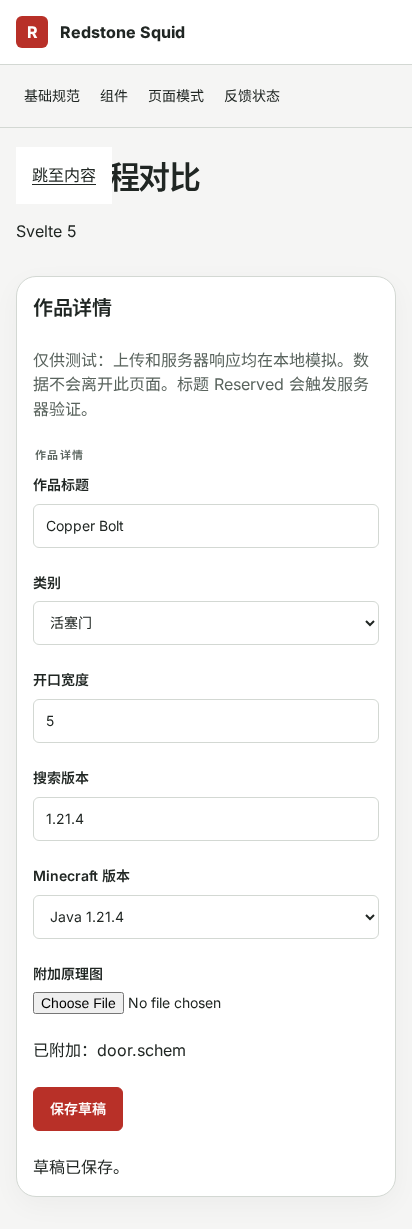 R Redstone Squid
基础规范 组件 页面模式 反馈状态
跳至内容
程对比
Svelte 5
作品详情
仅供测试：上传和服务器响应均在本地模拟。数
据不会离开此页面。标题 Reserved 会触发服务
器验证。
作品详情
作品标题
Copper Bolt
类别
活塞门
开口宽度
5
搜索版本
1.21.4
Minecraft 版本
Java 1.21.4
附加原理图
Choose File No file chosen
已附加：door.schem
保存草稿
草稿已保存。